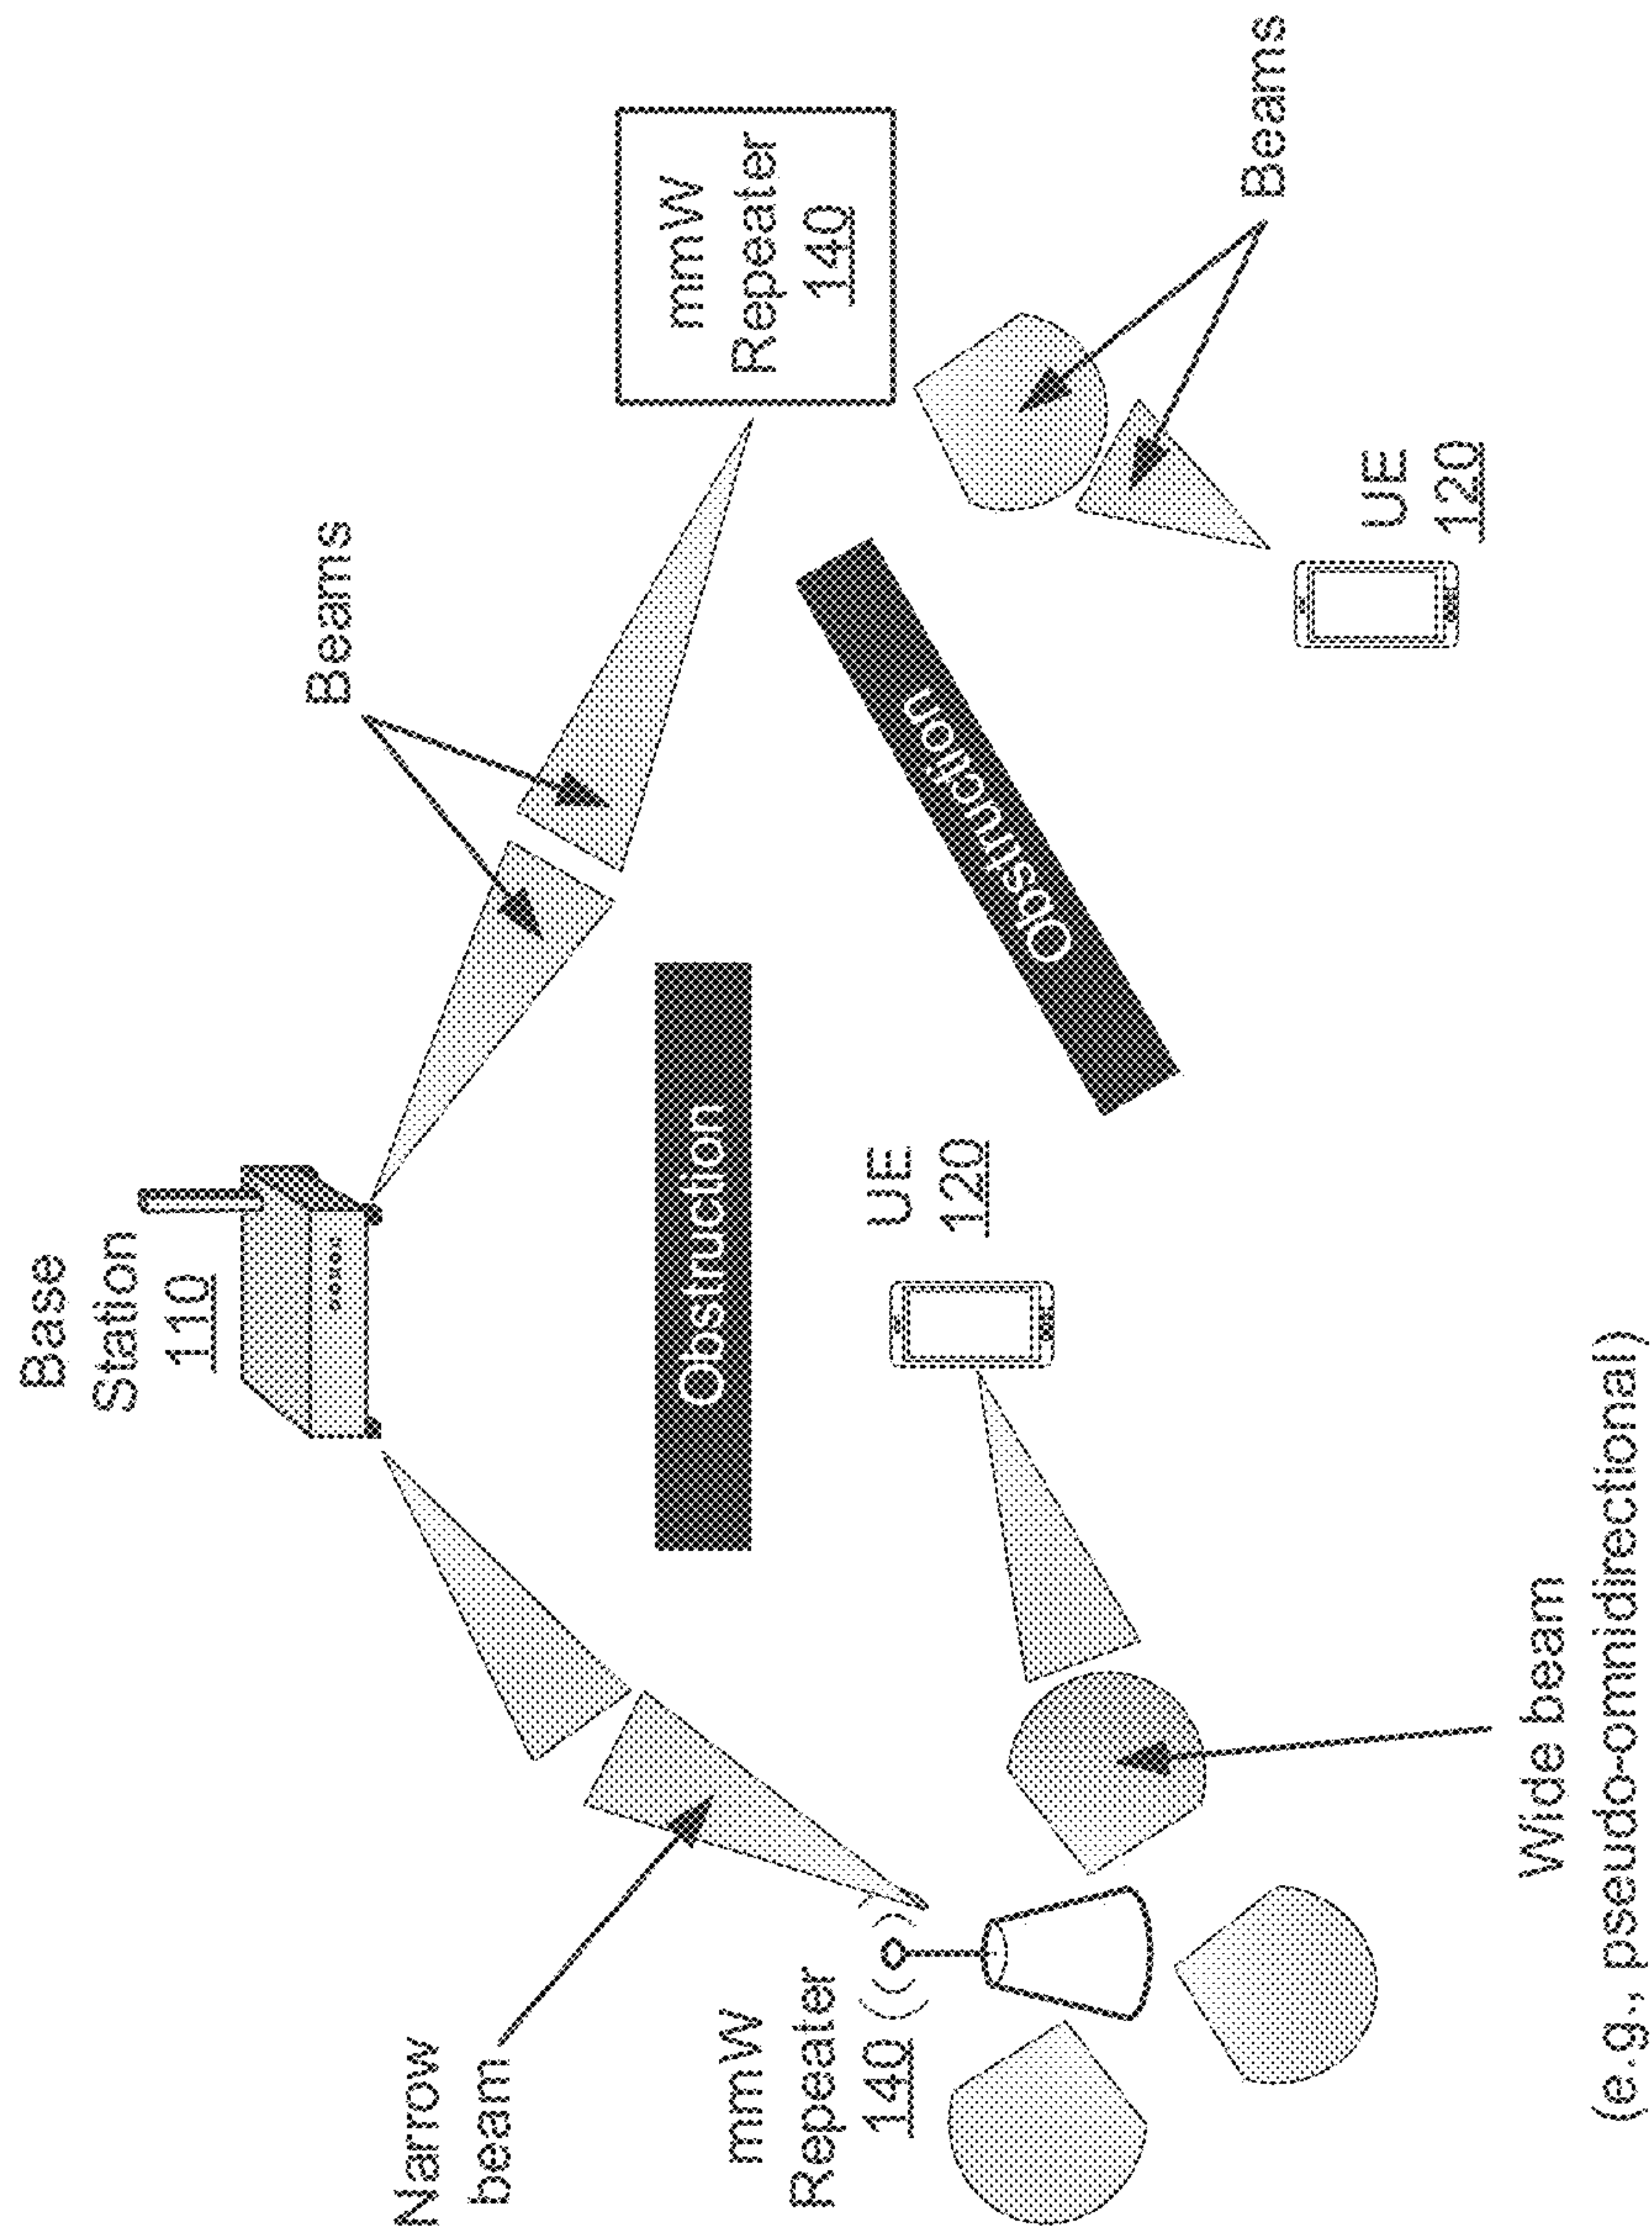 Base
Station
110
Narrow
beam
Beams
mmW
Repeater
140
mmW
Repeater
140
Obstruction
Obstruction
UE
120
UE
120
Beams
Wide beam
(e.g., pseudo-omnidirectional)